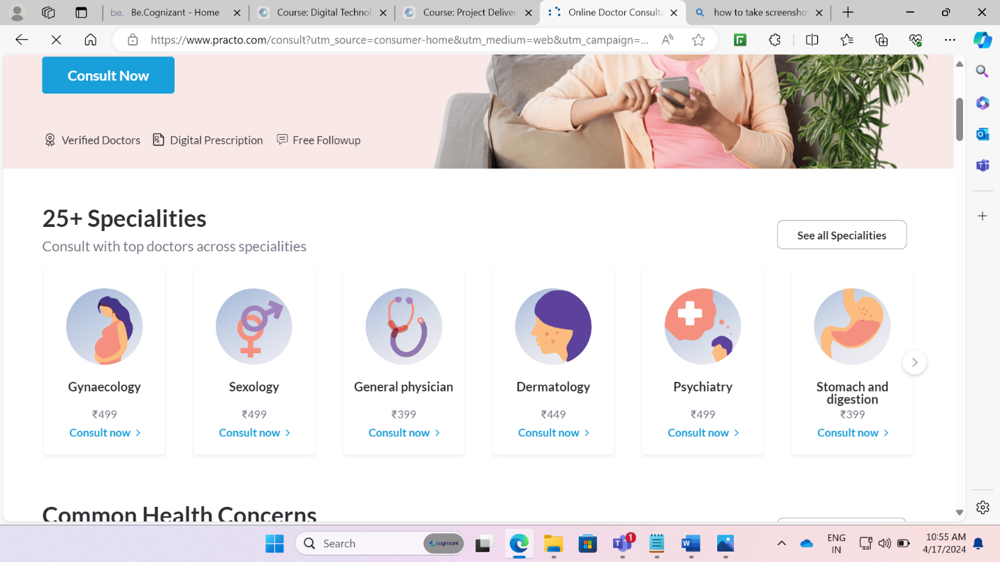 be. Be.Cognizant - Home
Course: Digital Technol
Course: Project Deliver
Online Doctor Consulta
how to take screenshot
https://www.practo.com/consult?utm_source=consumer-home&utm_medium=web&utm_campaign=...
Consult Now
Verified Doctors
Digital Prescription
Free Followup
25+ Specialities
Consult with top doctors across specialities
See all Specialities
Gynaecology
₹499
Consult now
Sexology
₹499
Consult now
General physician
₹399
Consult now
Dermatology
₹449
Consult now
Psychiatry
₹499
Consult now
Stomach and
digestion
₹399
Consult now
Common Health Concerns
Search
cognizant
1
ENG
IN
10:55 AM
4/17/2024